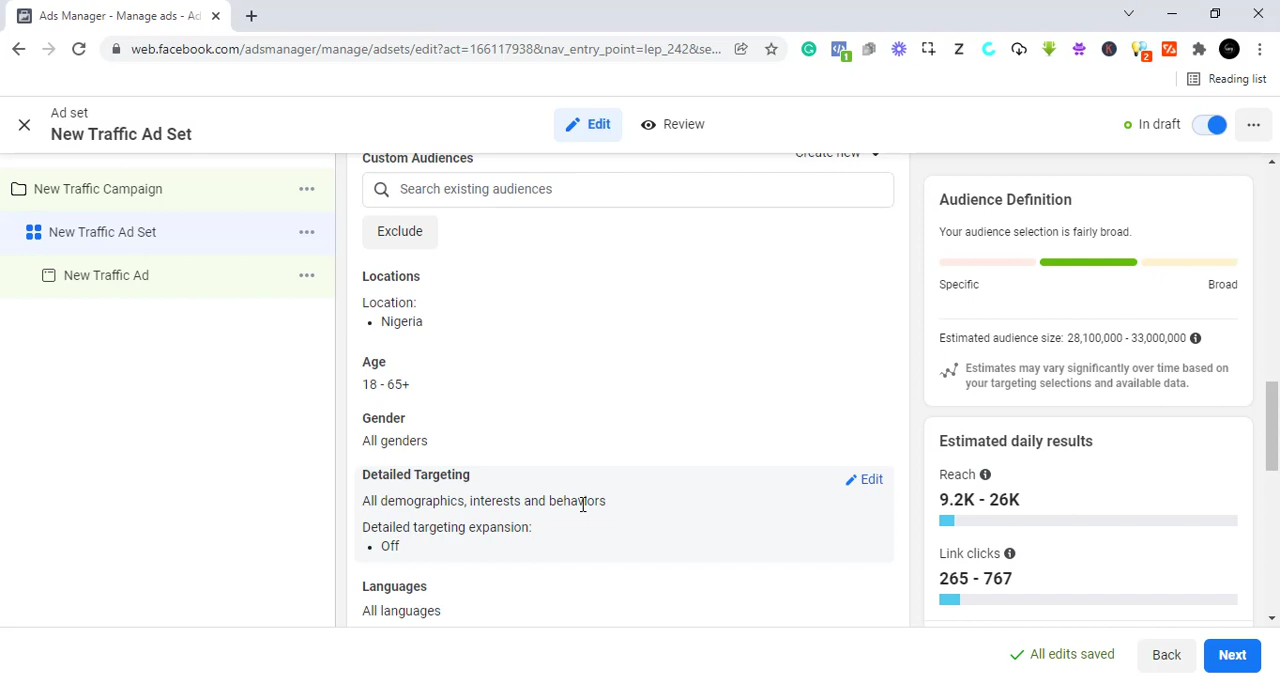 Ads Manager - Manage ads - Ad
web.facebook.com/adsmanager/manage/adsets/edit?act=166117938&nav_entry_point=lep_242&se...
Z
1
K
2
Reading list
Ad set
New Traffic Ad Set
Edit
Review
In draft
New Traffic Campaign
New Traffic Ad Set
New Traffic Ad
Custom Audiences
Create new
Search existing audiences
Exclude
Locations
Location:
Nigeria
Age
18 - 65+
Gender
All genders
Detailed Targeting
Edit
All demographics, interests and behaviors
Detailed targeting expansion:
Off
Languages
All languages
Audience Definition
Your audience selection is fairly broad.
Specific
Broad
Estimated audience size: 28,100,000 - 33,000,000
Estimates may vary significantly over time based on
your targeting selections and available data.
Estimated daily results
Reach
9.2K - 26K
Link clicks
265 - 767
All edits saved
Back
Next